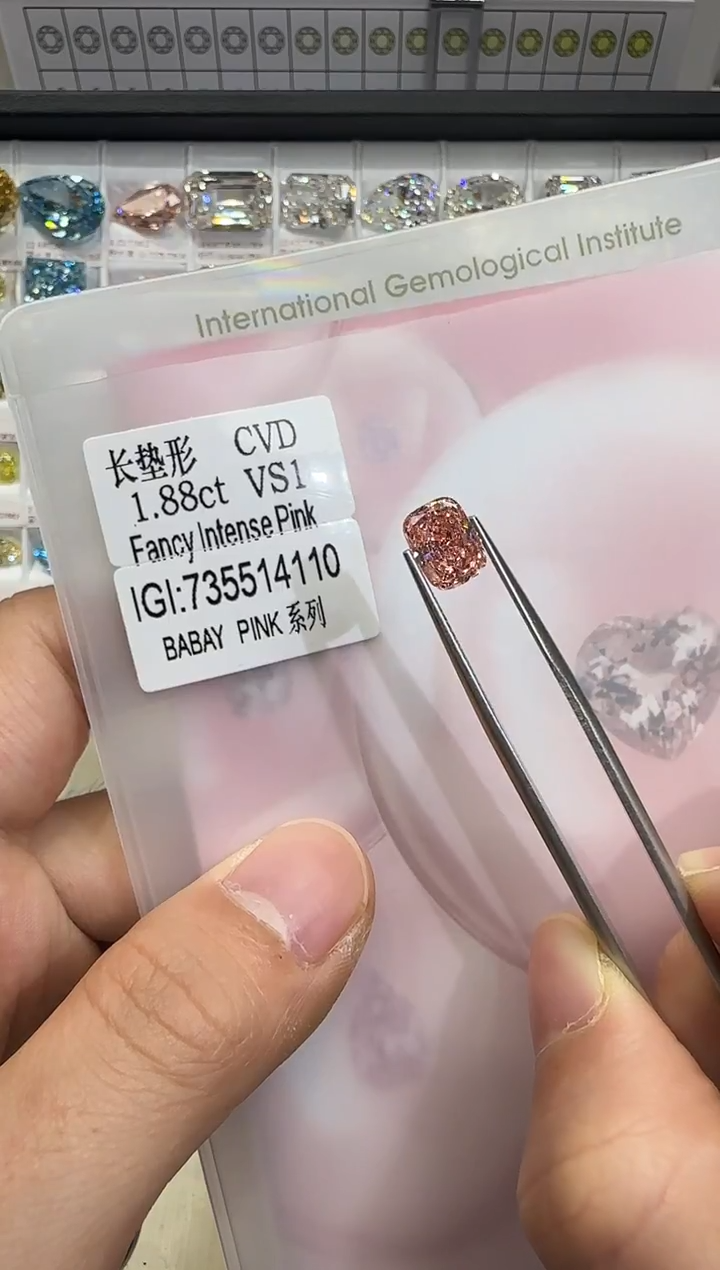 International Gemological Institute
长垫形 CVD
1.88ct VS1
Fancy Intense Pink
IGI:735514110
BABAY PINK 系列